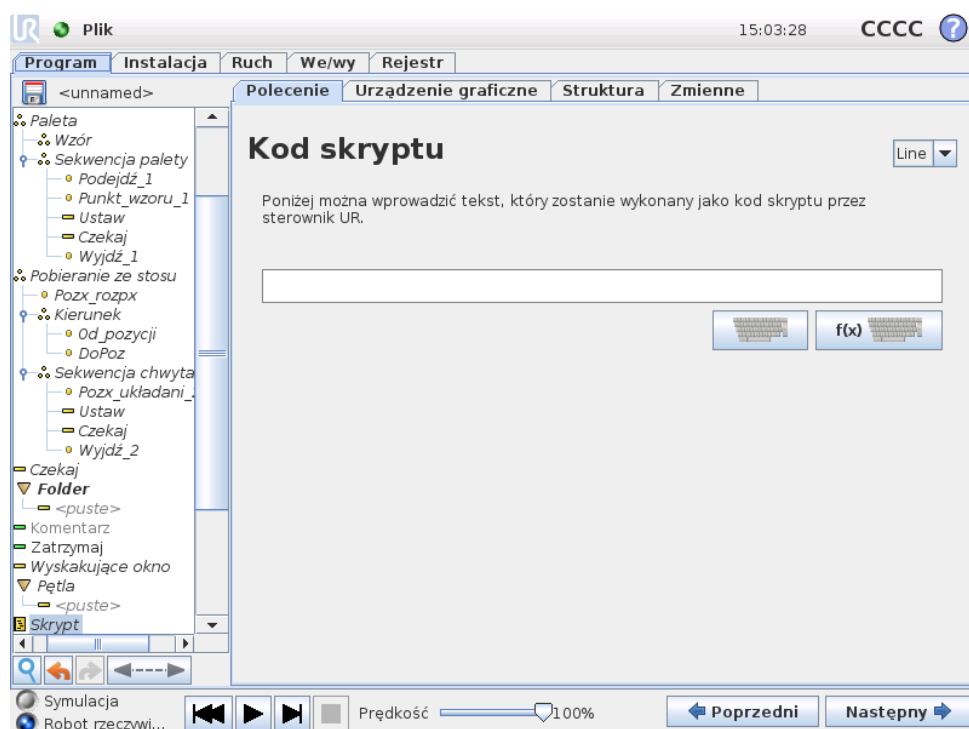 UR Plik 15:03:28 CCCC ?
Program Instalacja Ruch We/wy Rejestr
<unnamed>
Polecenie Urządzenie graficzne Struktura Zmienne
Paleta
Wzór
Sekwencja palety
Podejdź_1
Punkt_wzoru_1
Ustaw
Czekaj
Wyjdź_1
Pobieranie ze stosu
Pozx_rozpx
Kierunek
Od_pozycji
DoPoz
Sekwencja chwyta
Pozx_układani_2
Ustaw
Czekaj
Wyjdź_2
Czekaj
Folder
<puste>
Komentarz
Zatrzymaj
Wyskakujące okno
Pętla
<puste>
Skrypt
Kod skryptu
Line
Poniżej można wprowadzić tekst, który zostanie wykonany jako kod skryptu przez
sterownik UR.
f(x)
Symulacja
Robot rzeczywi...
Prędkość 100%
Poprzedni Następny